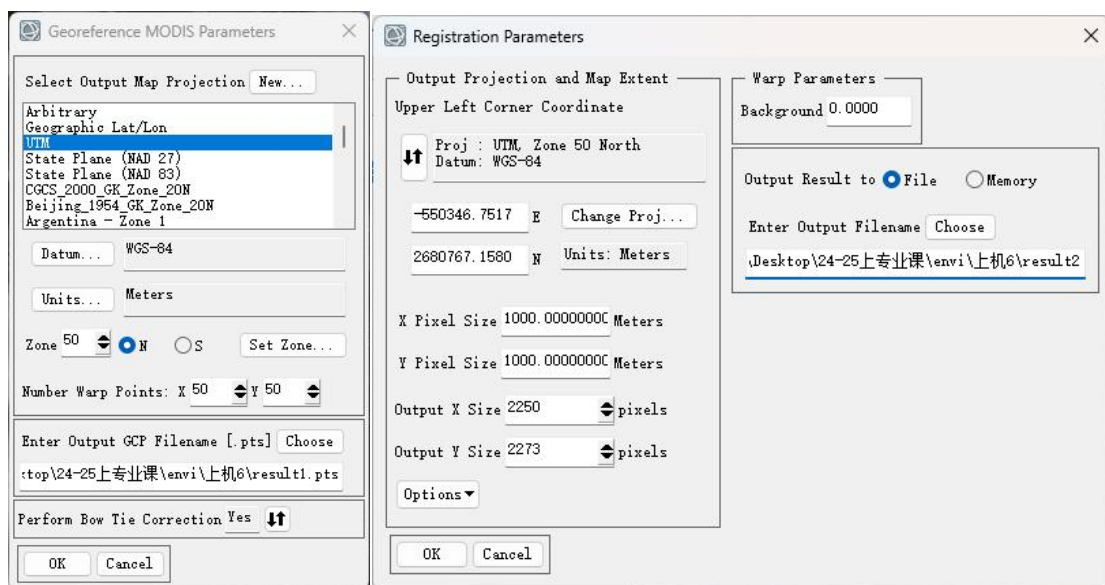 Georeference MODIS Parameters
Select Output Map Projection New...
Arbitrary
Geographic Lat/Lon
UTM
State Plane (NAD 27)
State Plane (NAD 83)
CGCS_2000_GK_Zone_20N
Beijing_1954_GK_Zone_20N
Argentina - Zone 1
Datum... WGS-84
Units... Meters
Zone 50 N S Set Zone...
Number Warp Points: X 50 Y 50
Enter Output GCP Filename [.pts] Choose
top\24-25上专业课\envi\上机6\result1.pts
Perform Bow Tie Correction Yes
OK Cancel
Registration Parameters
Output Projection and Map Extent
Upper Left Corner Coordinate
Proj : UTM, Zone 50 North
Datum: WGS-84
-550346.7517 E Change Proj...
2680767.1580 N Units: Meters
X Pixel Size 1000.0000000 Meters
Y Pixel Size 1000.0000000 Meters
Output X Size 2250 pixels
Output Y Size 2273 pixels
Options
OK Cancel
Warp Parameters
Background 0.0000
Output Result to File Memory
Enter Output Filename Choose
\Desktop\24-25上专业课\envi\上机6\result2